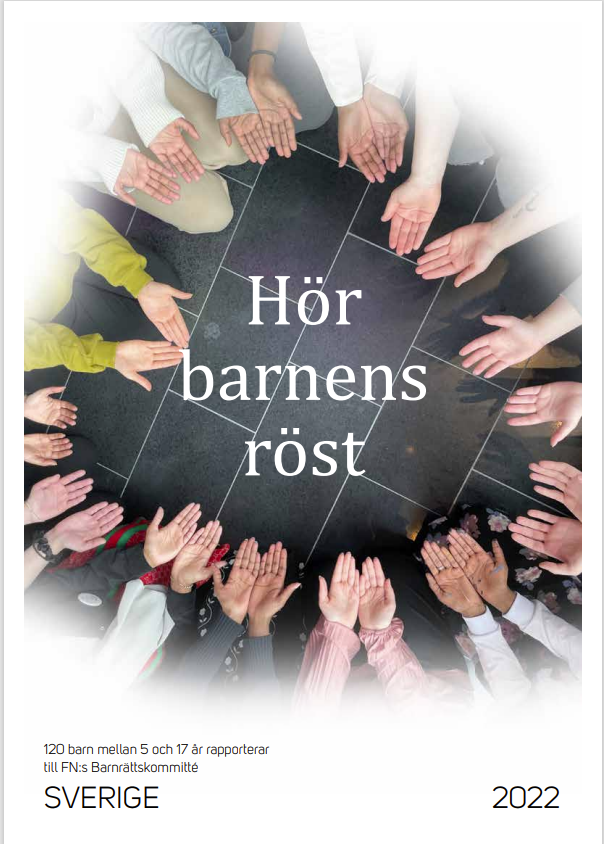 Hör
barnens
röst
120 barn mellan 5 och 17 år rapporterar
till FN:s Barnrättskommitté
SVERIGE 2022